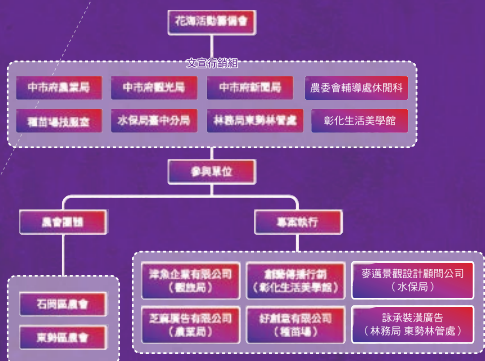 花海活動籌備會
文宣行銷組
中市府農業局
中市府觀光局
中市府新聞局
農委會輔導處休閒科
種苗場技服室
水保局臺中分局
林務局東勢林管處
彰化生活美學館
參與單位
農會團體
專案執行
石岡區農會
東勢區農會
津魚企業有限公司
（觀旅局）
創藝傳播行銷
（彰化生活美學館）
麥邁景觀設計顧問公司
（水保局）
芝麻廣告有限公司
（農業局）
好創意有限公司
（種苗場）
詠承裝潢廣告
（林務局 東勢林管處）